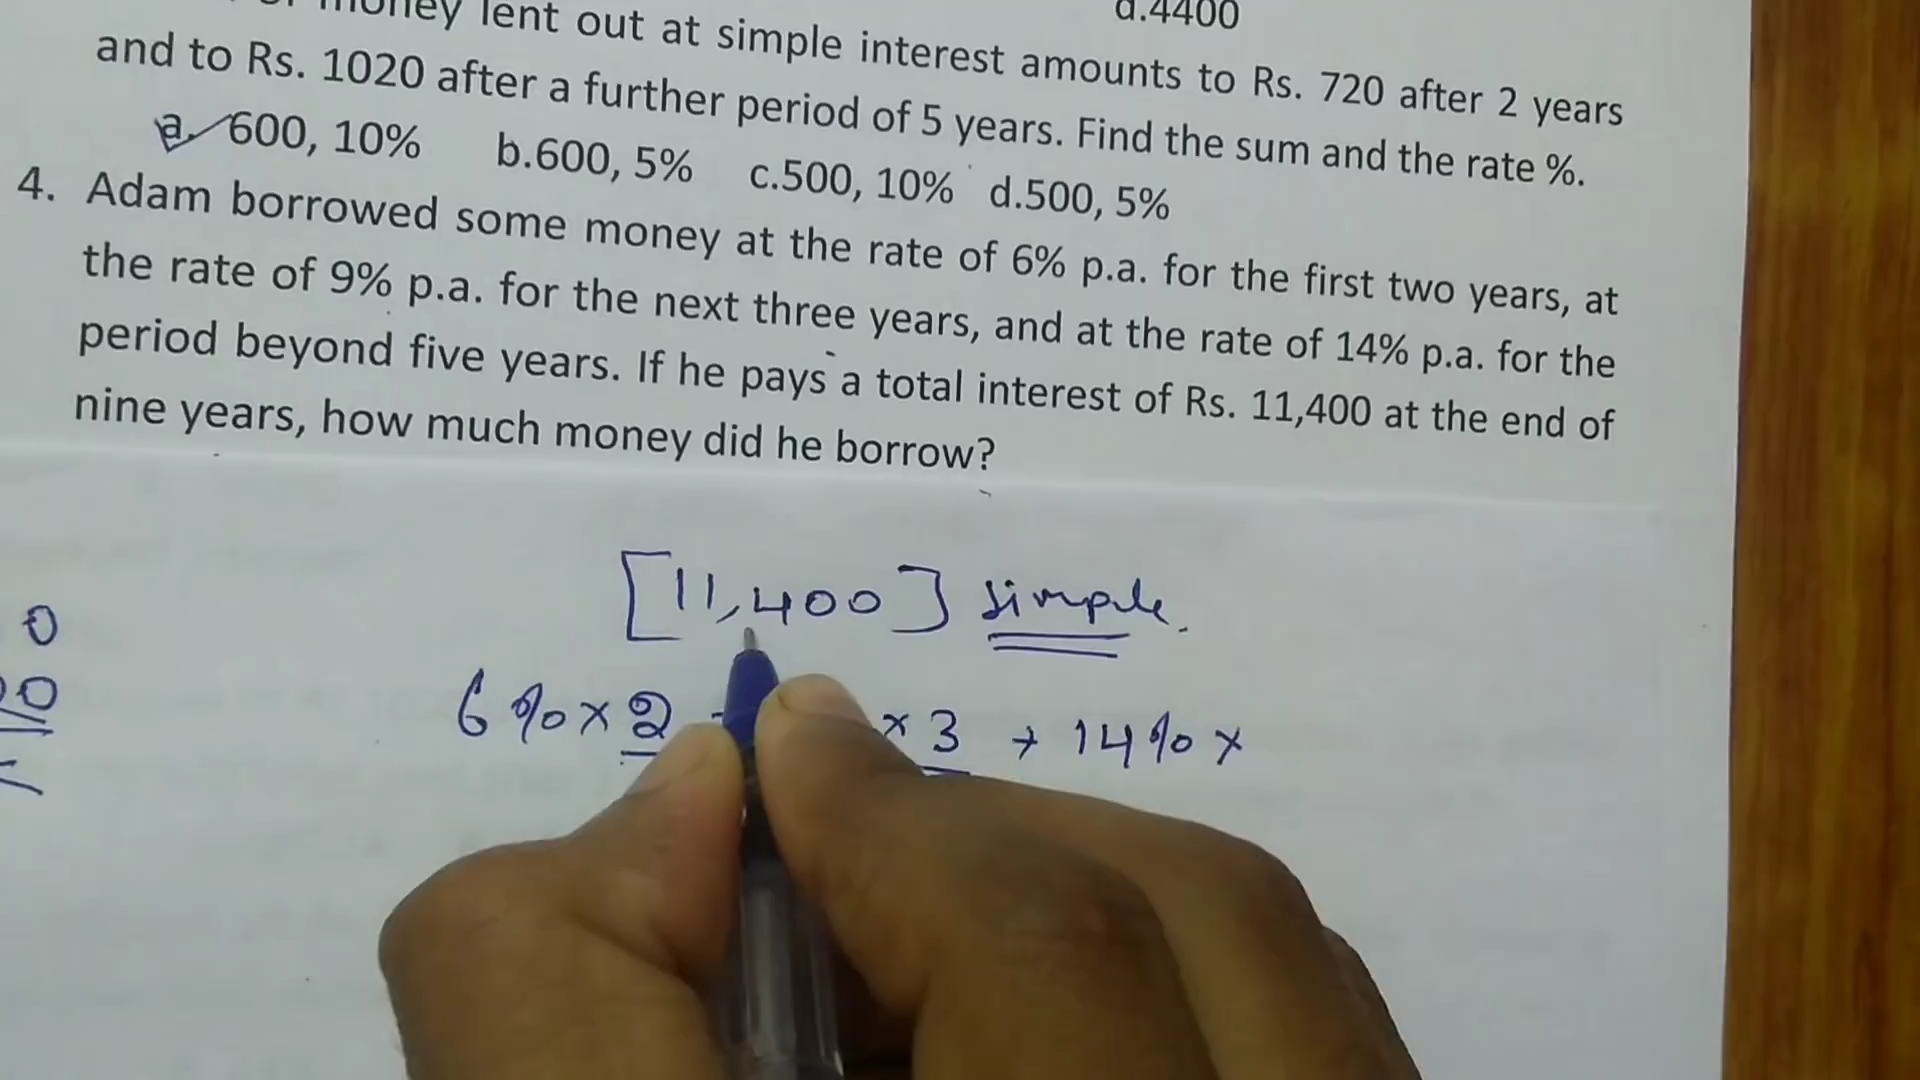 d.4400
money lent out at simple interest amounts to Rs. 720 after 2 years
and to Rs. 1020 after a further period of 5 years. Find the sum and the rate %.
a. 600, 10% b.600, 5% c.500, 10% d.500, 5%
4. Adam borrowed some money at the rate of 6% p.a. for the first two years, at
the rate of 9% p.a. for the next three years, and at the rate of 14% p.a. for the
period beyond five years. If he pays a total interest of Rs. 11,400 at the end of
nine years, how much money did he borrow?
[11,400] simple.
0
6% × 2 × 3 + 14% ×